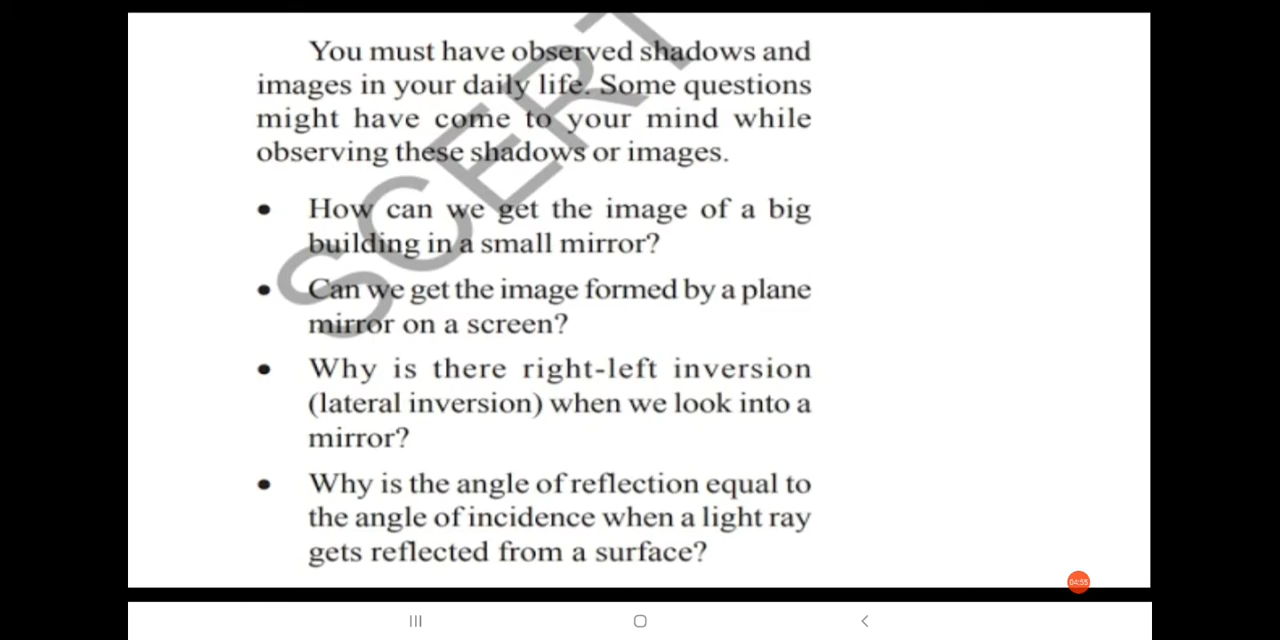 You must have observed shadows and
images in your daily life. Some questions
might have come to your mind while
observing these shadows or images.
• How can we get the image of a big
building in a small mirror?
• Can we get the image formed by a plane
mirror on a screen?
• Why is there right-left inversion
(lateral inversion) when we look into a
mirror?
• Why is the angle of reflection equal to
the angle of incidence when a light ray
gets reflected from a surface?
SCERT
04:55